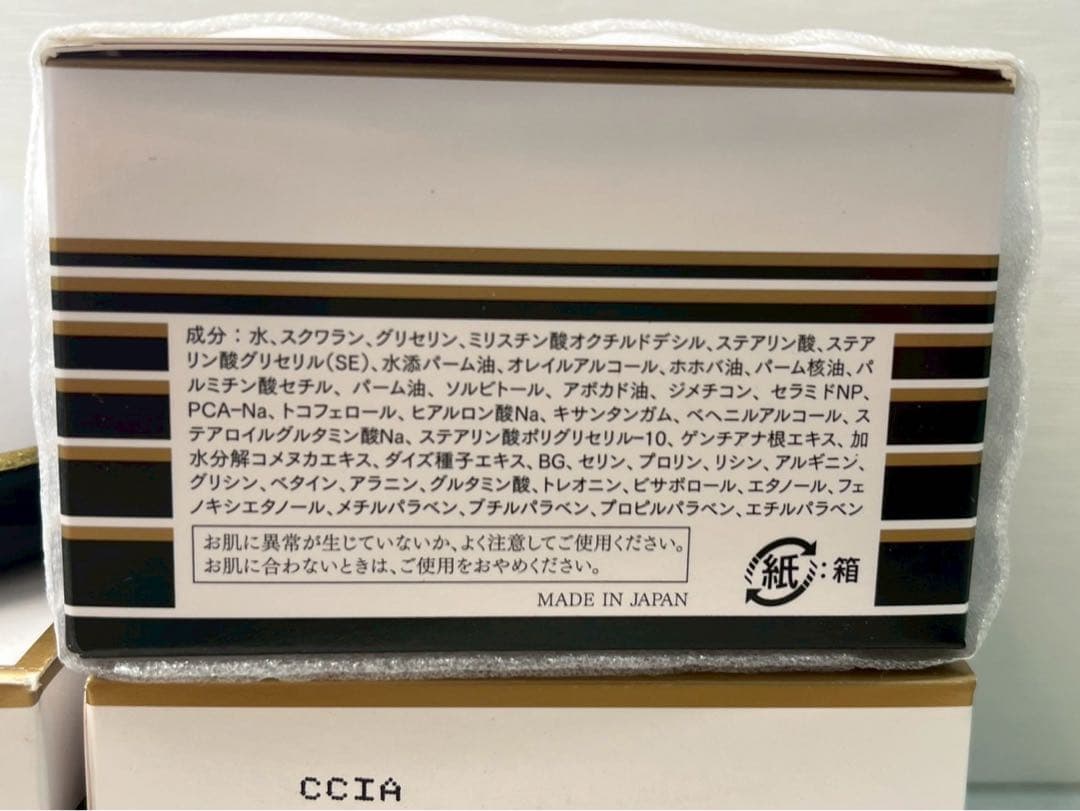 成分：水、スクワラン、グリセリン、ミリスチン酸オクチルドデシル、ステアリン酸、ステア
リン酸グリセリル（SE）、水添パーム油、オレイルアルコール、ホホバ油、パーム核油、パ
ルミチン酸セチル、パーム油、ソルビトール、アボカド油、ジメチコン、セラミドNP、
PCA-Na、トコフェロール、ヒアルロン酸Na、キサンタンガム、ベヘニルアルコール、ス
テアロイルグルタミン酸Na、ステアリン酸ポリグリセリル-10、ゲンチアナ根エキス、加
水分解コメヌカエキス、ダイズ種子エキス、BG、セリン、プロリン、リシン、アルギニン、
グリシン、ベタイン、アラニン、グルタミン酸、トレオニン、ビサボロール、エタノール、フェ
ノキシエタノール、メチルパラベン、ブチルパラベン、プロピルパラベン、エチルパラベン
お肌に異常が生じていないか、よく注意してご使用ください。
お肌に合わないときは、ご使用をおやめください。
紙：箱
MADE IN JAPAN
CCIA